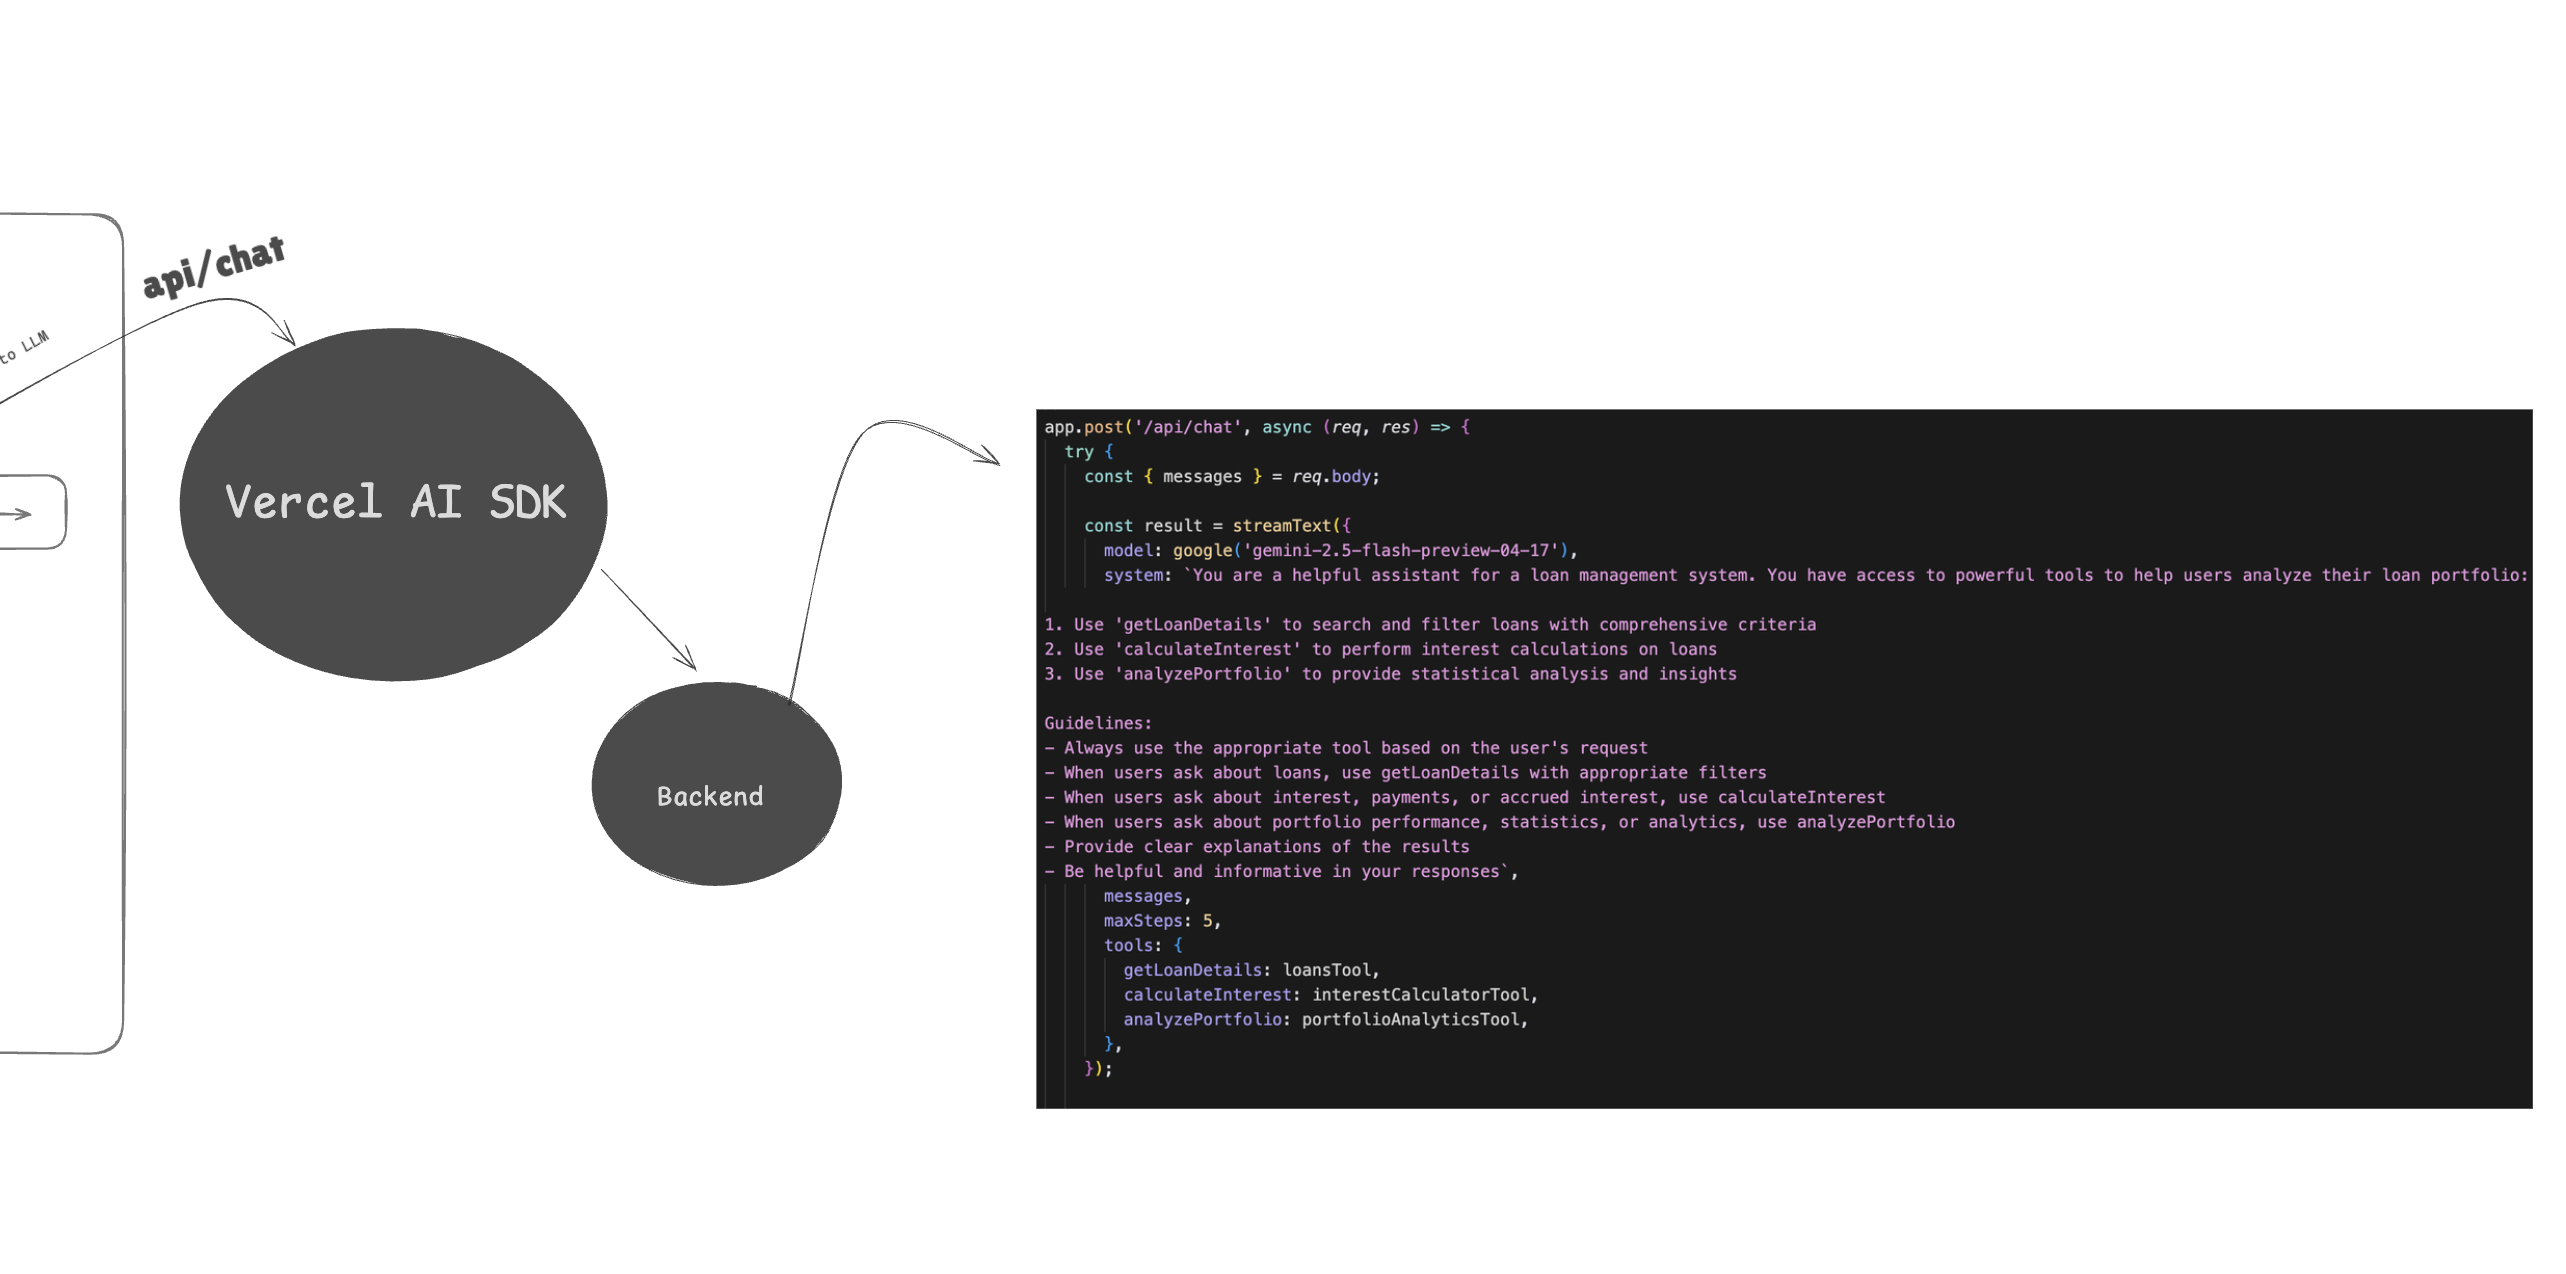 api/chat
to LLM
Vercel AI SDK
Backend
app.post('/api/chat', async (req, res) => {
try {
const { messages } = req.body;
const result = streamText({
model: google('gemini-2.5-flash-preview-04-17'),
system: `You are a helpful assistant for a loan management system. You have access to powerful tools to help users analyze their loan portfolio:
1. Use 'getLoanDetails' to search and filter loans with comprehensive criteria
2. Use 'calculateInterest' to perform interest calculations on loans
3. Use 'analyzePortfolio' to provide statistical analysis and insights
Guidelines:
- Always use the appropriate tool based on the user's request
- When users ask about loans, use getLoanDetails with appropriate filters
- When users ask about interest, payments, or accrued interest, use calculateInterest
- When users ask about portfolio performance, statistics, or analytics, use analyzePortfolio
- Provide clear explanations of the results
- Be helpful and informative in your responses`,
messages,
maxSteps: 5,
tools: {
getLoanDetails: loansTool,
calculateInterest: interestCalculatorTool,
analyzePortfolio: portfolioAnalyticsTool,
},
});